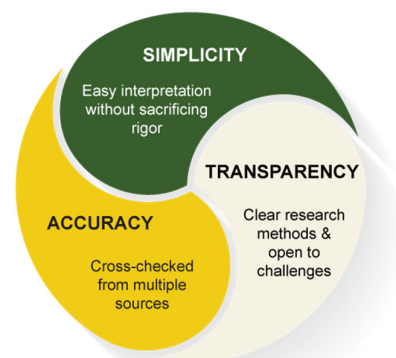 SIMPLICITY
Easy interpretation
without sacrificing
rigor
TRANSPARENCY
Clear research
methods &
open to
challenges
ACCURACY
Cross-checked
from multiple
sources